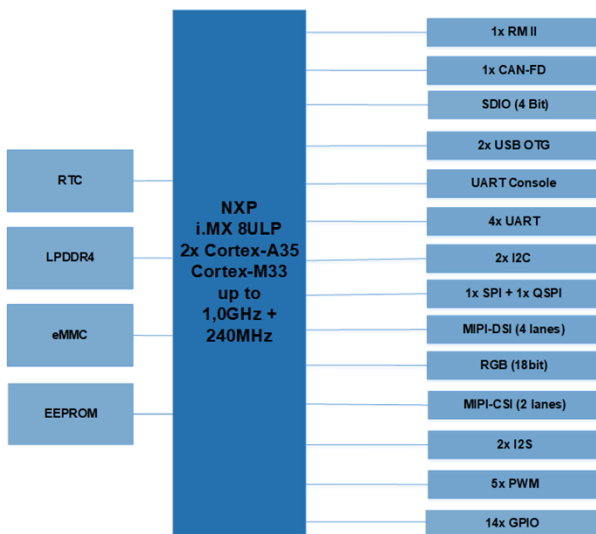 RTC
LPDDR4
eMMC
EEPROM
NXP
i.MX 8ULP
2x Cortex-A35
Cortex-M33
up to
1,0GHz +
240MHz
1x RMII
1x CAN-FD
SDIO (4 Bit)
2x USB OTG
UART Console
4x UART
2x I2C
1x SPI + 1x QSPI
MIPI-DSI (4 lanes)
RGB (18bit)
MIPI-CSI (2 lanes)
2x I2S
5x PWM
14x GPIO